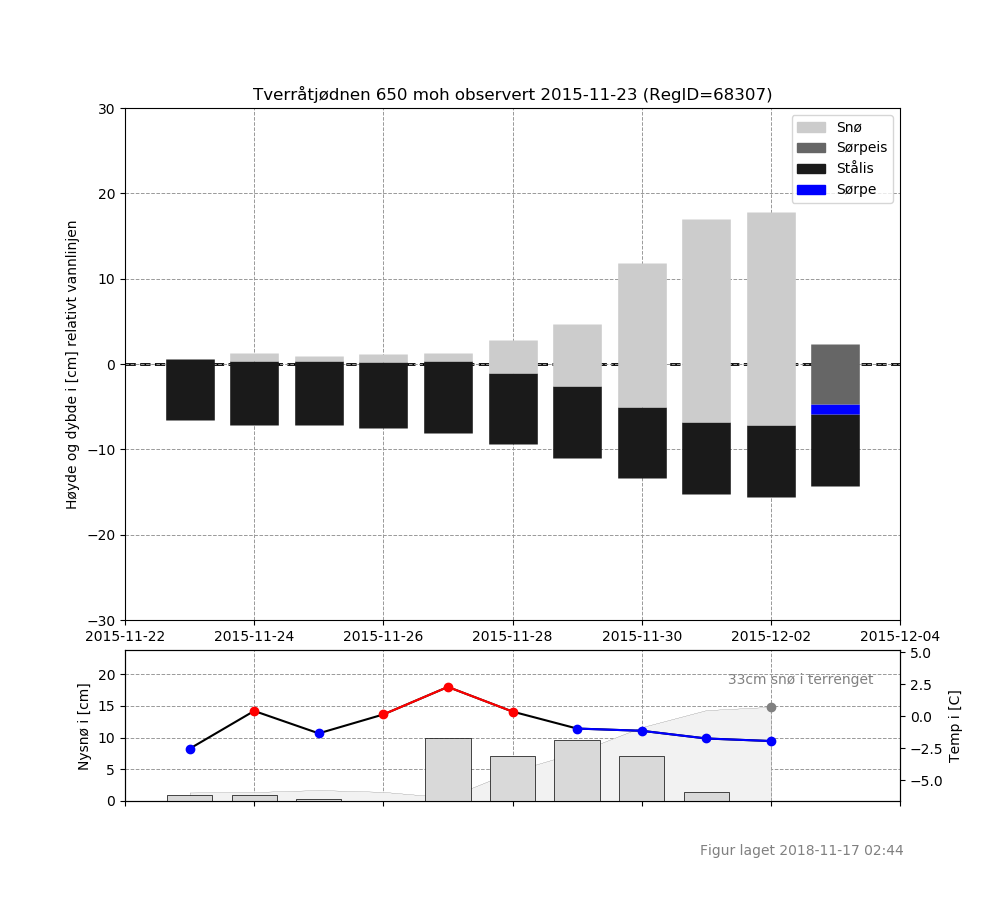 Tverråtjødnen 650 moh observert 2015-11-23 (RegID=68307)
Høyde og dybde i [cm] relativt vannlinjen
30
20
10
0
−10
−20
−30
Snø
Sørpeis
Stålis
Sørpe
2015-11-22 2015-11-24 2015-11-26 2015-11-28 2015-11-30 2015-12-02 2015-12-04
Nysnø i [cm]
20
15
10
5
0
33cm snø i terrenget
5.0
2.5
0.0
−2.5
−5.0
Temp i [C]
Figur laget 2018-11-17 02:44